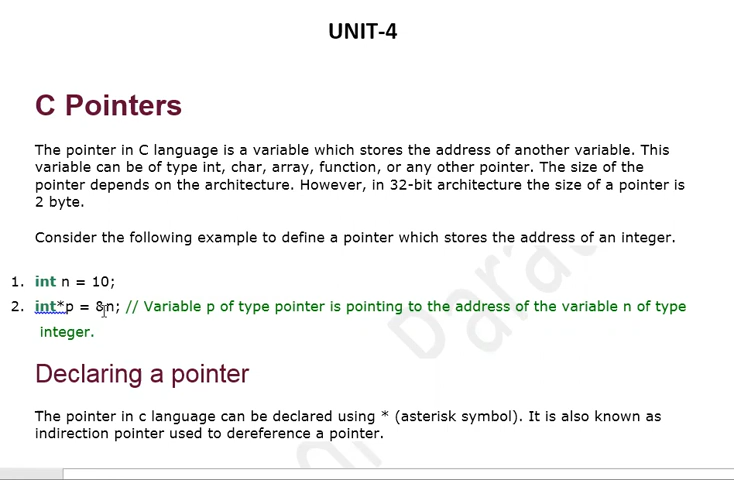 UNIT-4
C Pointers
The pointer in C language is a variable which stores the address of another variable. This
variable can be of type int, char, array, function, or any other pointer. The size of the
pointer depends on the architecture. However, in 32-bit architecture the size of a pointer is
2 byte.
Consider the following example to define a pointer which stores the address of an integer.
1. int n = 10;
2. int*p = &n; // Variable p of type pointer is pointing to the address of the variable n of type
integer.
Declaring a pointer
The pointer in c language can be declared using * (asterisk symbol). It is also known as
indirection pointer used to dereference a pointer.